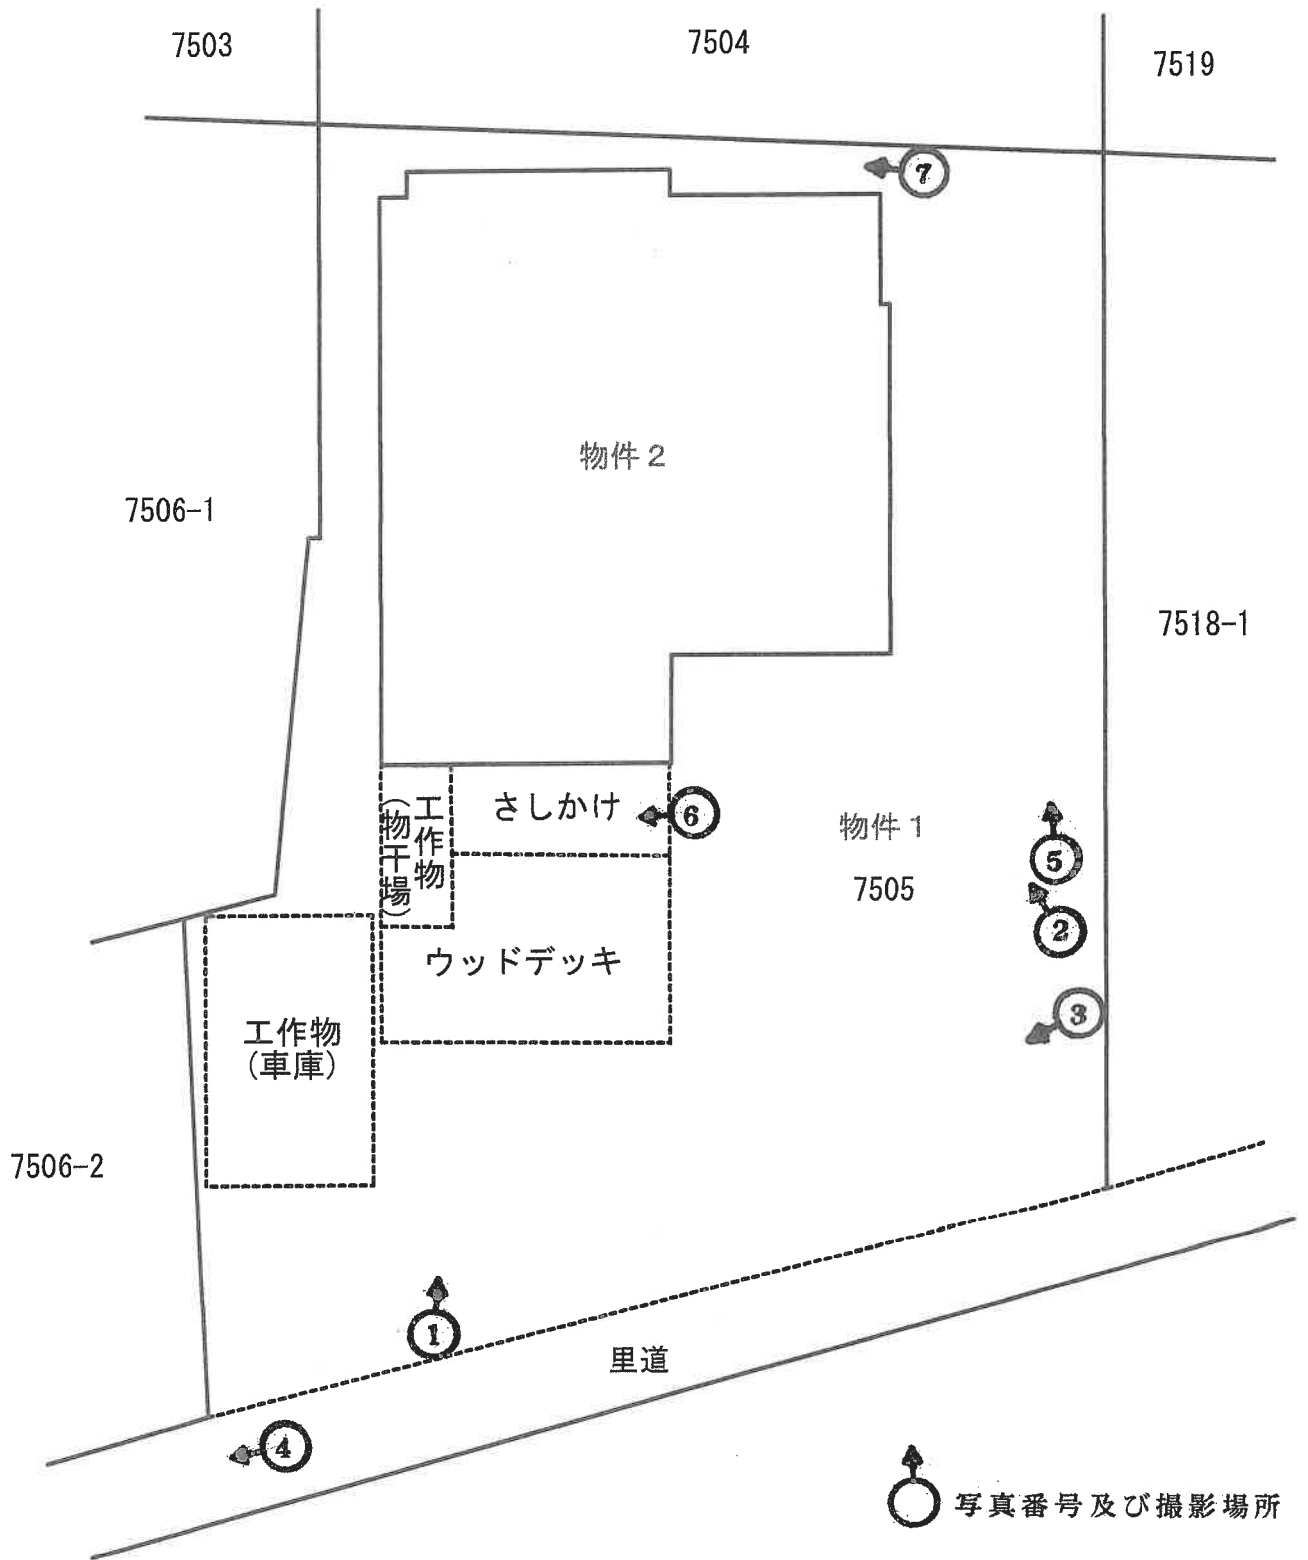 7503
7504
7519
⑦
物件2
7506-1
7518-1
工作物
(物干場)
さしかけ
⑥
物件1
⑤
7505
②
ウッドデッキ
③
工作物
(車庫)
7506-2
①
里道
④
写真番号及び撮影場所